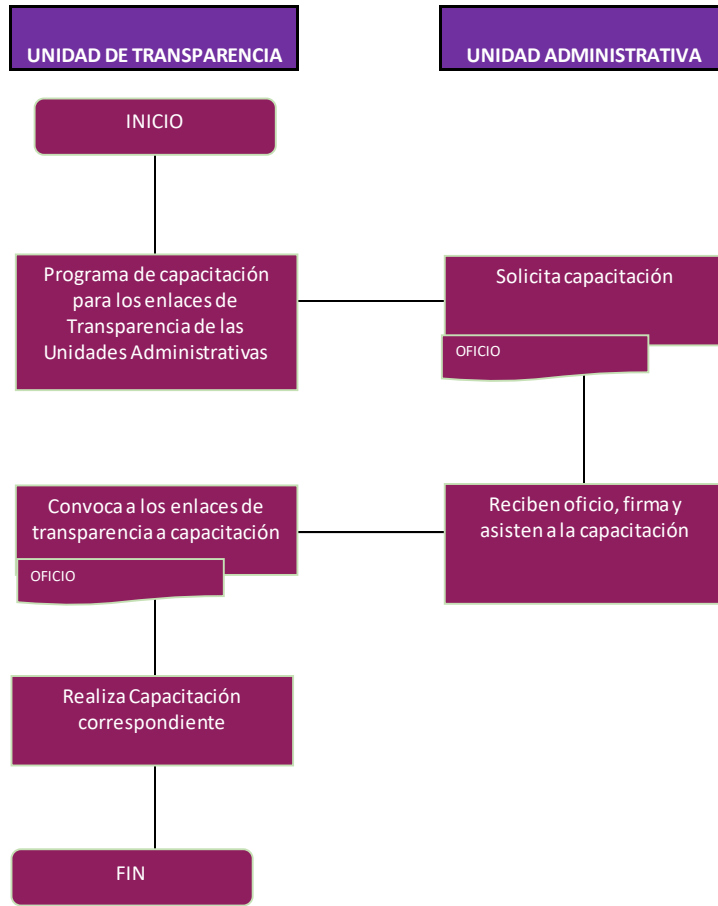 UNIDAD DE TRANSPARENCIA
UNIDAD ADMINISTRATIVA
INICIO
Programa de capacitación
para los enlaces de
Transparencia de las
Unidades Administrativas
Solicita capacitación
OFICIO
Convoca a los enlaces de
transparencia a capacitación
OFICIO
Reciben oficio, firma y
asisten a la capacitación
Realiza Capacitación
correspondiente
FIN